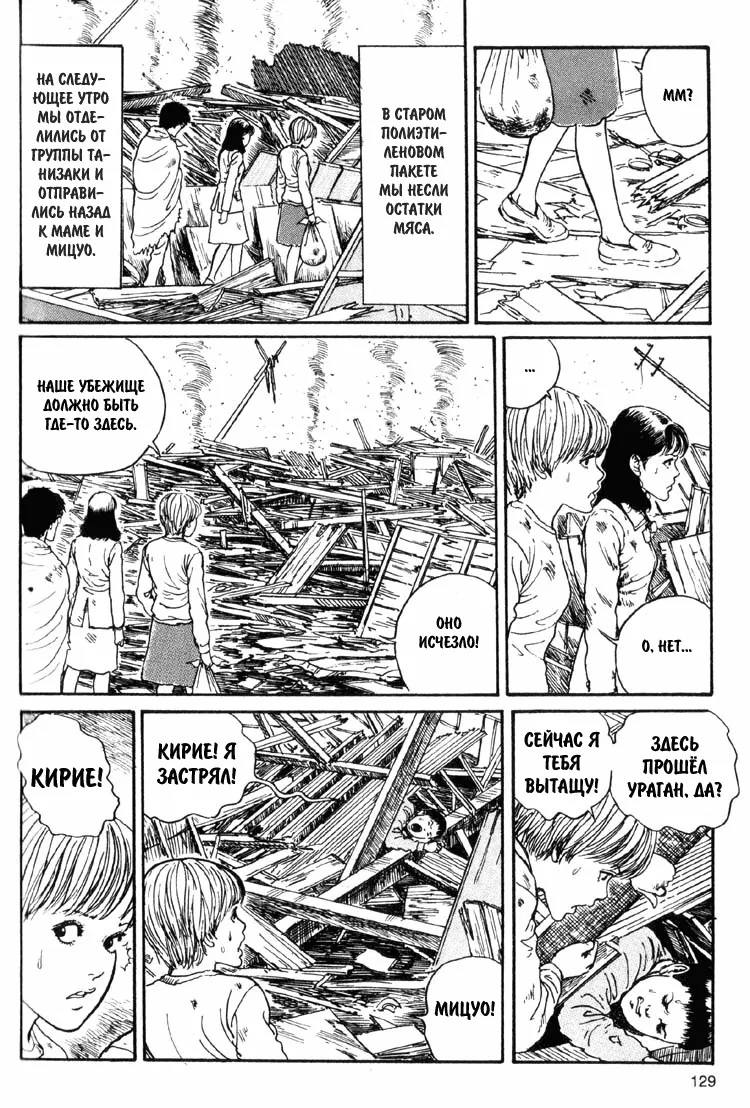 НА СЛЕДУ-
ЮЩЕЕ УТРО
МЫ ОТДЕ-
ЛИЛИСЬ ОТ
ГРУППЫ ТА-
НИЗАКИ И
ОТПРАВИ-
ЛИСЬ НАЗАД
К МАМЕ И
МИЦУО.
В СТАРОМ
ПОЛИЭТИ-
ЛЕНОВОМ
ПАКЕТЕ
МЫ НЕСЛИ
ОСТАТКИ
МЯСА.
ММ?
НАШЕ УБЕЖИЩЕ
ДОЛЖНО БЫТЬ
ГДЕ-ТО ЗДЕСЬ.
ОНО
ИСЧЕЗЛО!
...
О, НЕТ...
КИРИЕ!
КИРИЕ! Я
ЗАСТРЯЛ!
МИЦУО!
СЕЙЧАС Я
ТЕБЯ
ВЫТАЩУ!
ЗДЕСЬ
ПРОШЁЛ
УРАГАН, ДА?
129